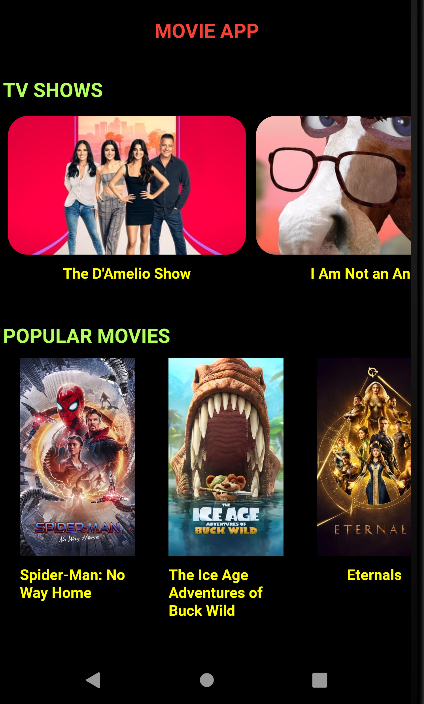 MOVIE APP
TV SHOWS
The D'Amelio Show
I Am Not an An
POPULAR MOVIES
SPIDER-MAN
No Way Home
THE
ICE AGE
ADVENTURES OF
BUCK WILD
ETERNAL
Spider-Man: No
Way Home
The Ice Age
Adventures of
Buck Wild
Eternals